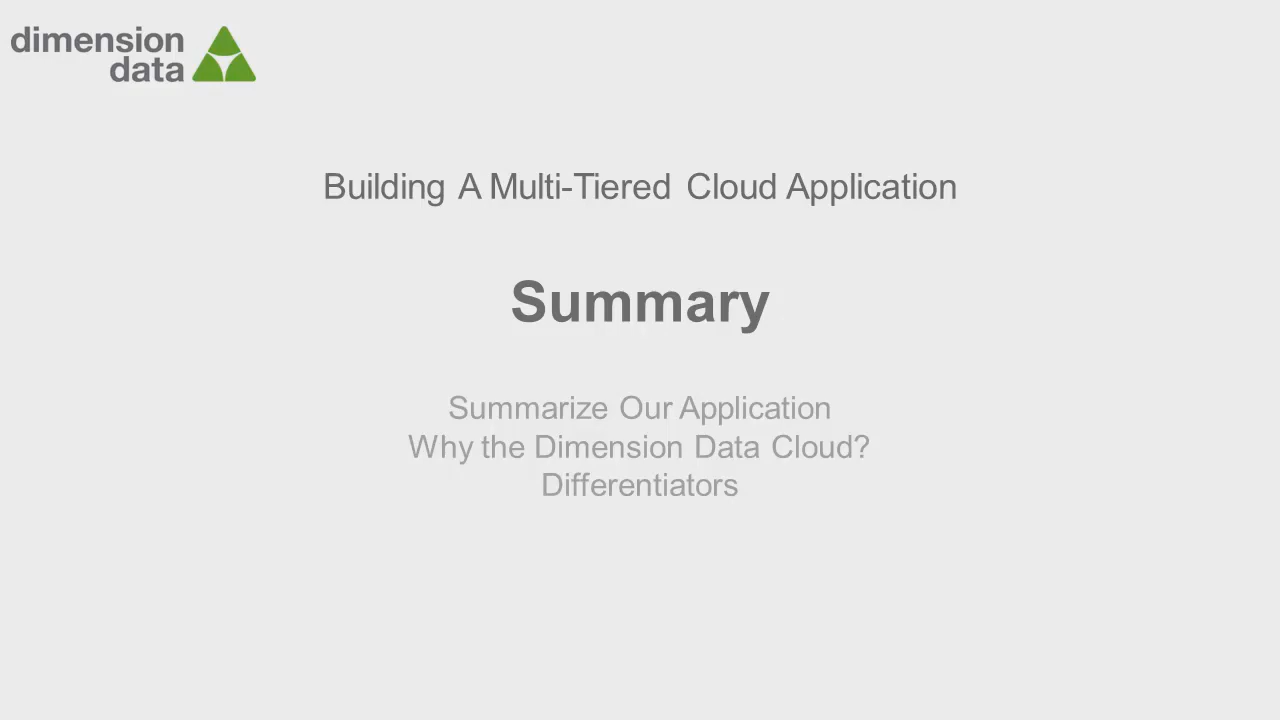 dimension
data
Building A Multi-Tiered Cloud Application
Summary
Summarize Our Application
Why the Dimension Data Cloud?
Differentiators